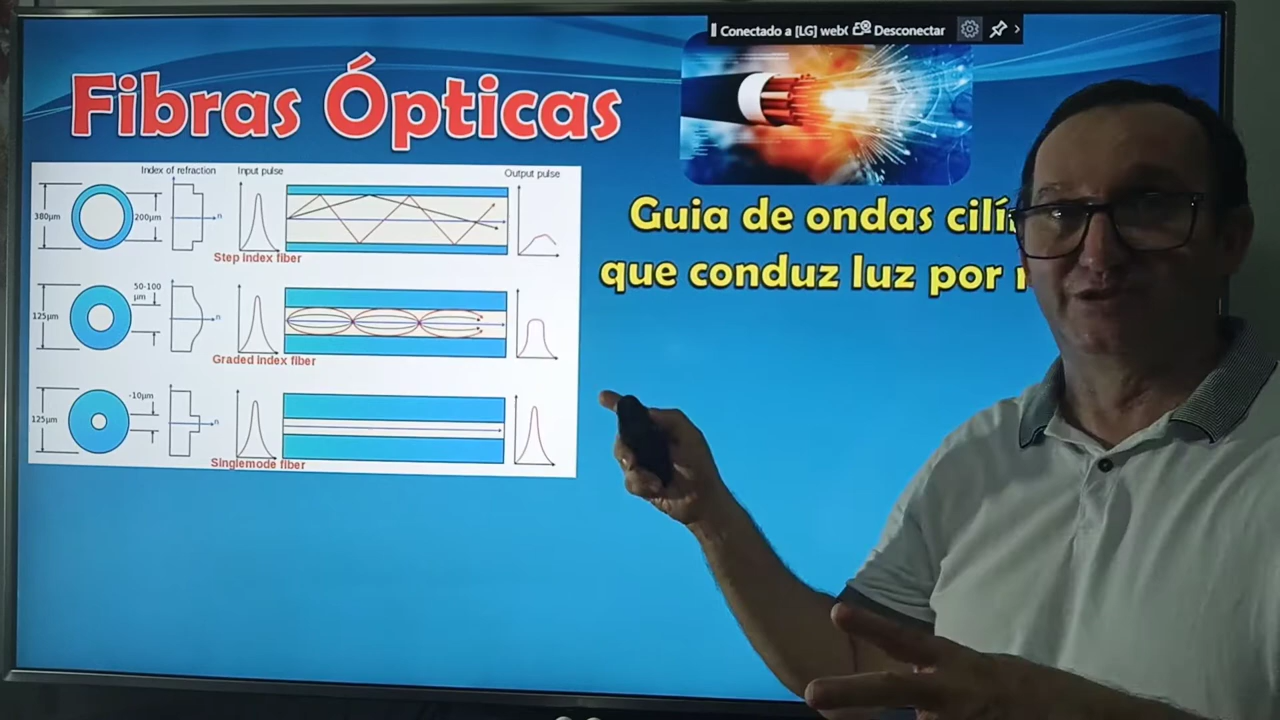 Conectado a [LG] web Desconectar
Fibras Ópticas
Index of refraction Input pulse Output pulse
380µm 200µm n
Step index fiber
50-100
µm
125µm n
Graded index fiber
-10µm
125µm n
Singlemode fiber
Guia de ondas
que conduz luz por